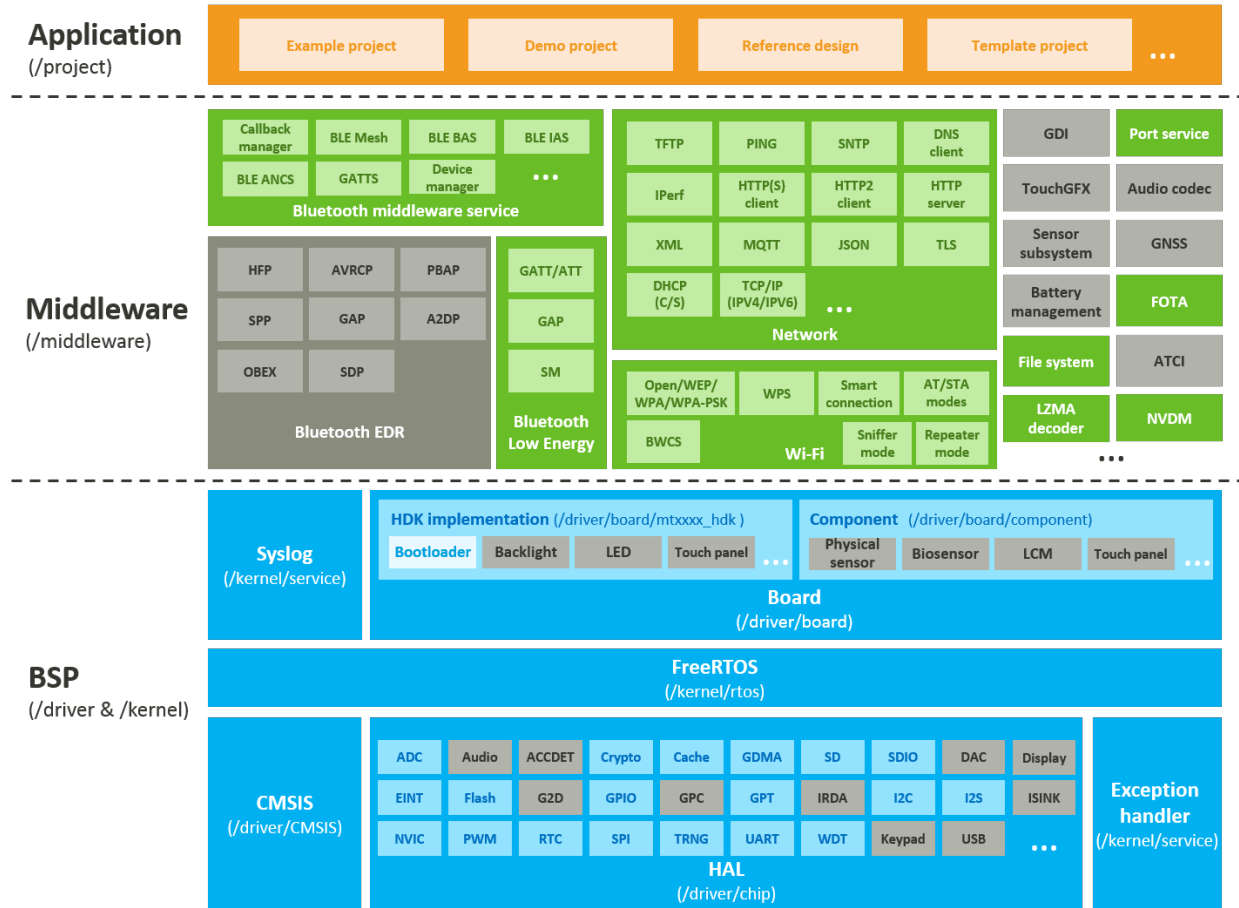 Application
(/project)
Example project
Demo project
Reference design
Template project
...
Middleware
(/middleware)
Callback
manager
BLE Mesh
BLE BAS
BLE IAS
BLE ANCS
GATTS
Device
manager
...
Bluetooth middleware service
HFP
AVRCP
PBAP
SPP
GAP
A2DP
OBEX
SDP
Bluetooth EDR
GATT/ATT
GAP
SM
Bluetooth
Low Energy
TFTP
PING
SNTP
DNS
client
IPerf
HTTP(S)
client
HTTP2
client
HTTP
server
XML
MQTT
JSON
TLS
DHCP
(C/S)
TCP/IP
(IPV4/IPV6)
...
Network
Open/WEP/
WPA/WPA-PSK
WPS
Smart
connection
AT/STA
modes
BWCS
Wi-Fi
Sniffer
mode
Repeater
mode
GDI
Port service
TouchGFX
Audio codec
Sensor
subsystem
GNSS
Battery
management
FOTA
File system
ATCI
LZMA
decoder
NVDM
...
BSP
(/driver & /kernel)
Syslog
(/kernel/service)
HDK implementation (/driver/board/mtxxxx_hdk )
Bootloader
Backlight
LED
Touch panel
...
Component (/driver/board/component)
Physical
sensor
Biosensor
LCM
Touch panel
...
Board
(/driver/board)
FreeRTOS
(/kernel/rtos)
CMSIS
(/driver/CMSIS)
ADC
Audio
ACCDET
Crypto
Cache
GDMA
SD
SDIO
DAC
Display
EINT
Flash
G2D
GPIO
GPC
GPT
IRDA
I2C
I2S
ISINK
NVIC
PWM
RTC
SPI
TRNG
UART
WDT
Keypad
USB
...
HAL
(/driver/chip)
Exception
handler
(/kernel/service)